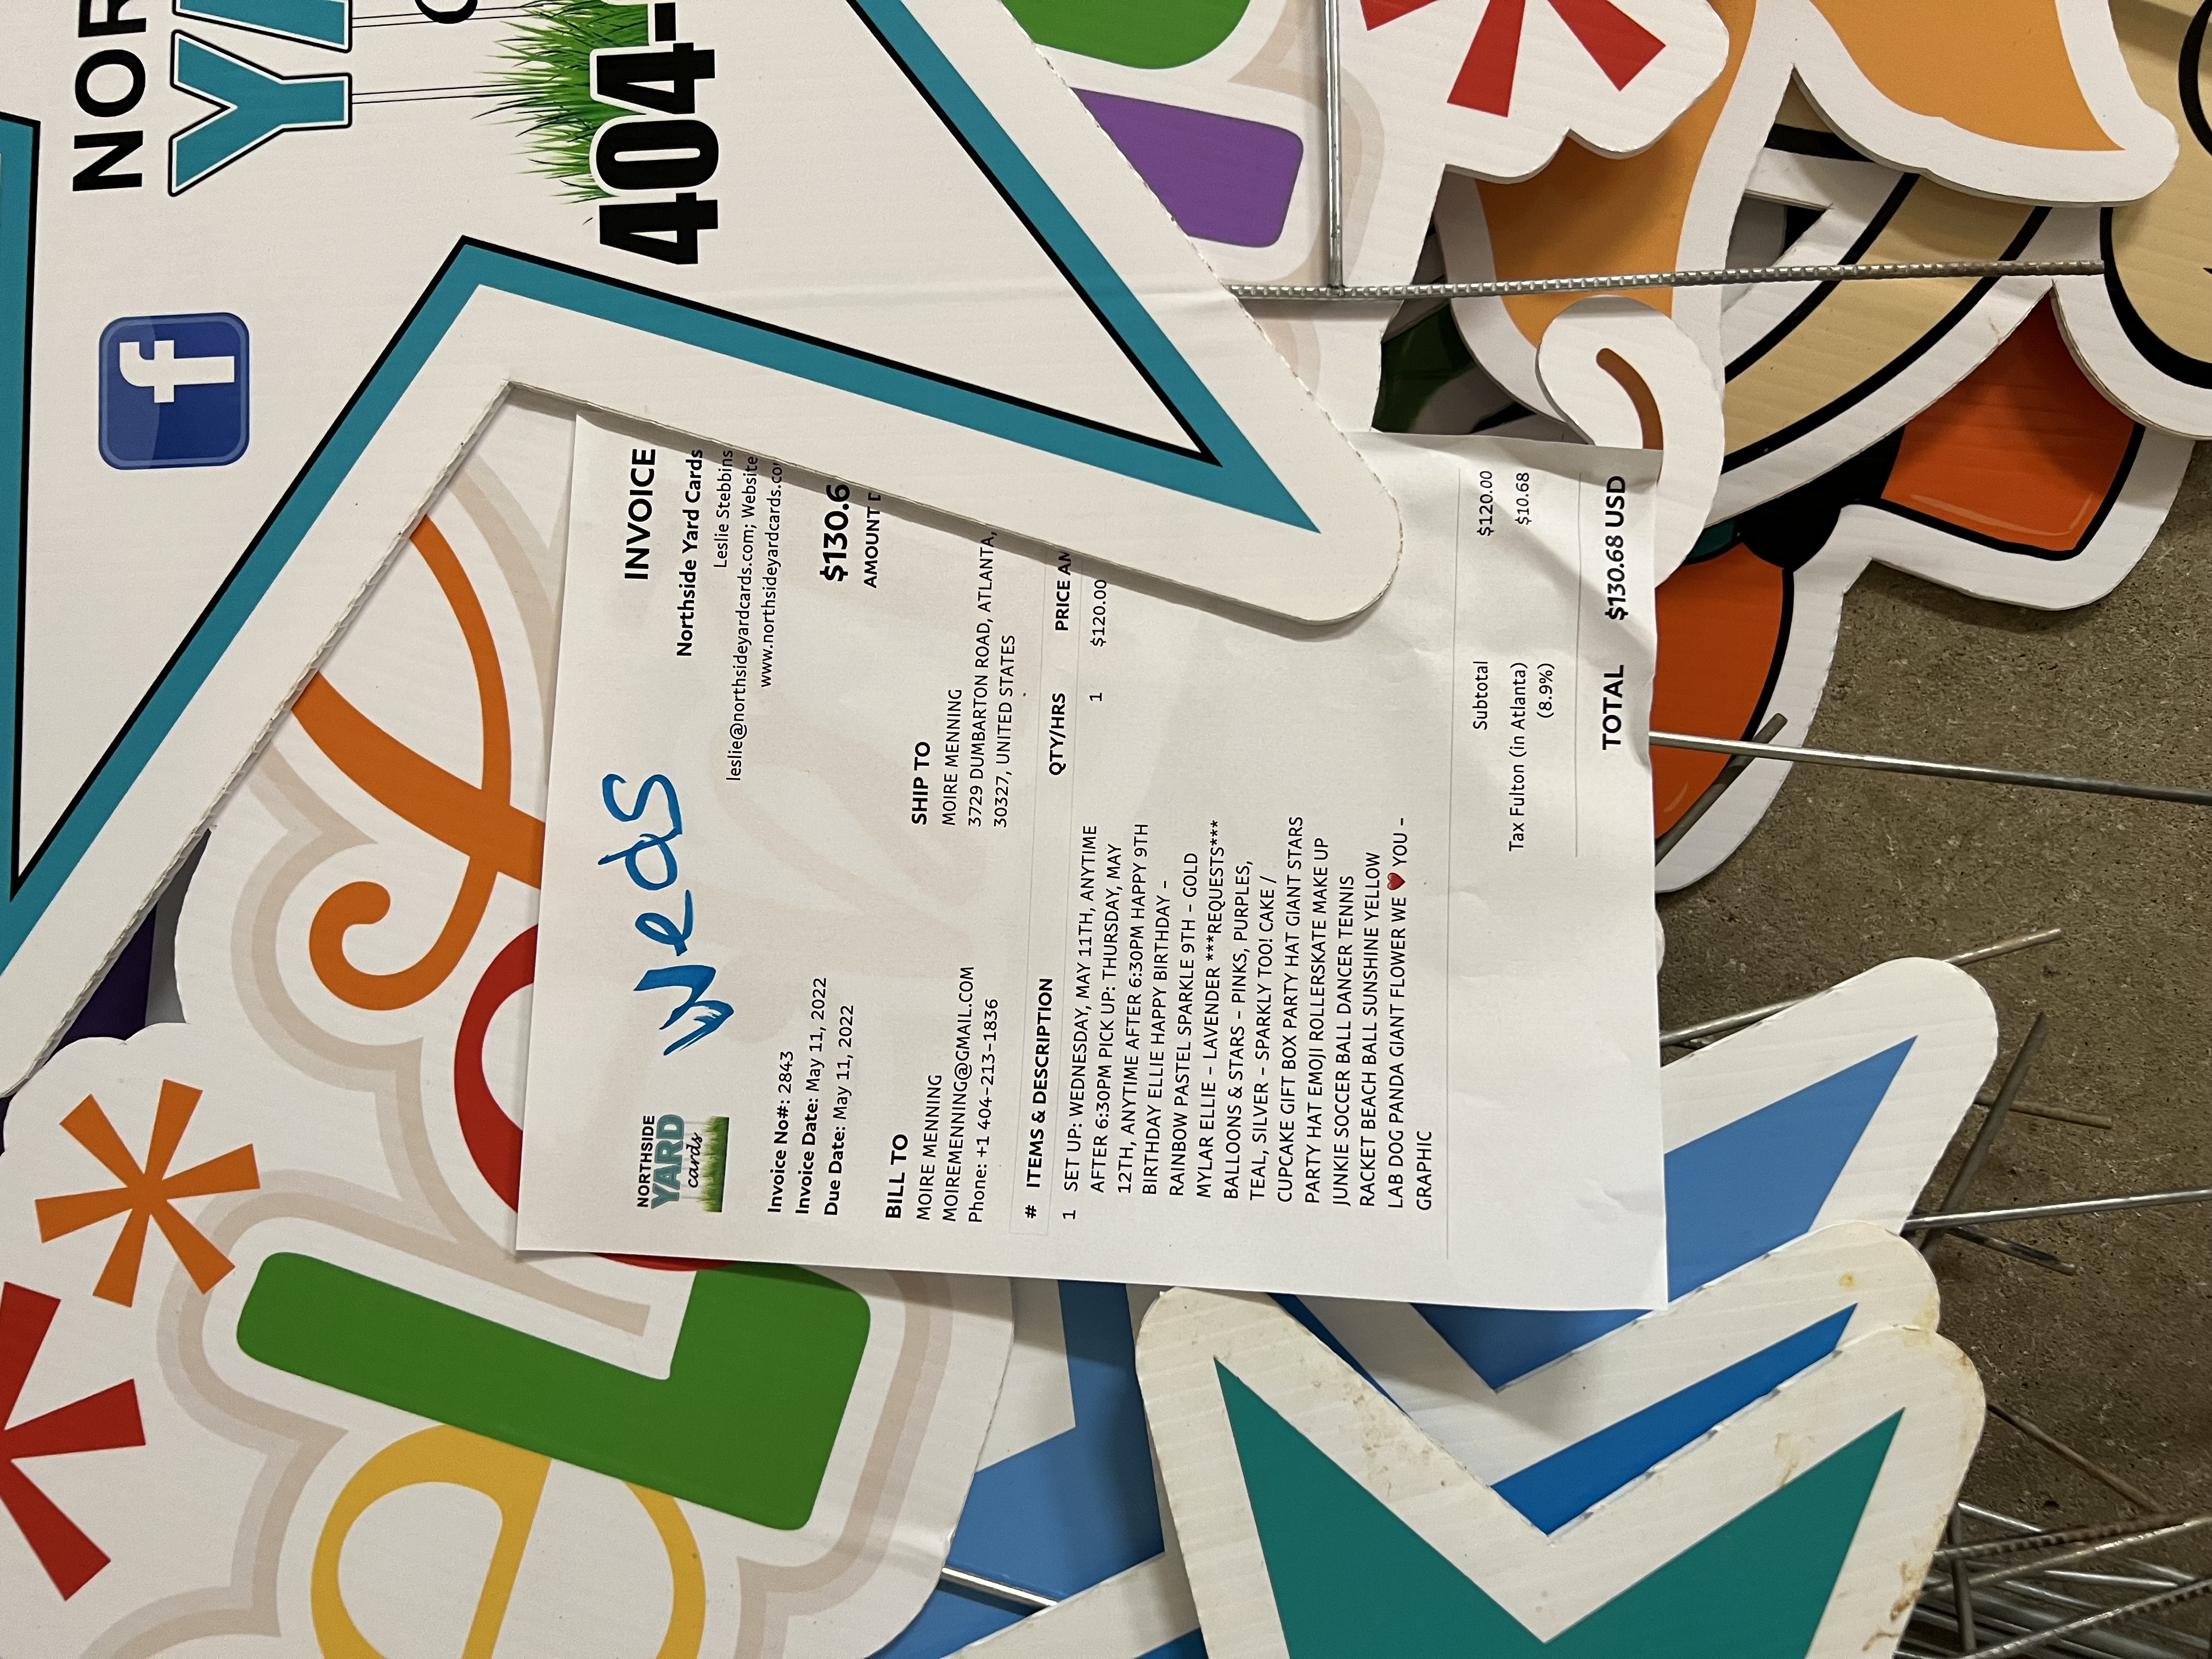 NOR
404-
eL
Weds
NORTHSIDE
YARD
cards
INVOICE
Northside Yard Cards
Leslie Stebbins
leslie@northsideyardcards.com; Website
www.northsideyardcards.co
Invoice No#: 2843
Invoice Date: May 11, 2022
Due Date: May 11, 2022
$130.6
AMOUNT D
BILL TO
MOIRE MENNING
MOIREMENNING@GMAIL.COM
Phone: +1 404-213-1836
SHIP TO
MOIRE MENNING
3729 DUMBARTON ROAD, ATLANTA,
30327, UNITED STATES
# ITEMS & DESCRIPTION QTY/HRS PRICE AM
1 SET UP: WEDNESDAY, MAY 11TH, ANYTIME 1 $120.00
AFTER 6:30PM PICK UP: THURSDAY, MAY
12TH, ANYTIME AFTER 6:30PM HAPPY 9TH
BIRTHDAY ELLIE HAPPY BIRTHDAY -
RAINBOW PASTEL SPARKLE 9TH - GOLD
MYLAR ELLIE - LAVENDER ***REQUESTS***
BALLOONS & STARS - PINKS, PURPLES,
TEAL, SILVER - SPARKLY TOO! CAKE /
CUPCAKE GIFT BOX PARTY HAT GIANT STARS
PARTY HAT EMOJI ROLLERSKATE MAKE UP
JUNKIE SOCCER BALL DANCER TENNIS
RACKET BEACH BALL SUNSHINE YELLOW
LAB DOG PANDA GIANT FLOWER WE ❤ YOU -
GRAPHIC
Subtotal $120.00
Tax Fulton (in Atlanta) $10.68
(8.9%)
TOTAL $130.68 USD